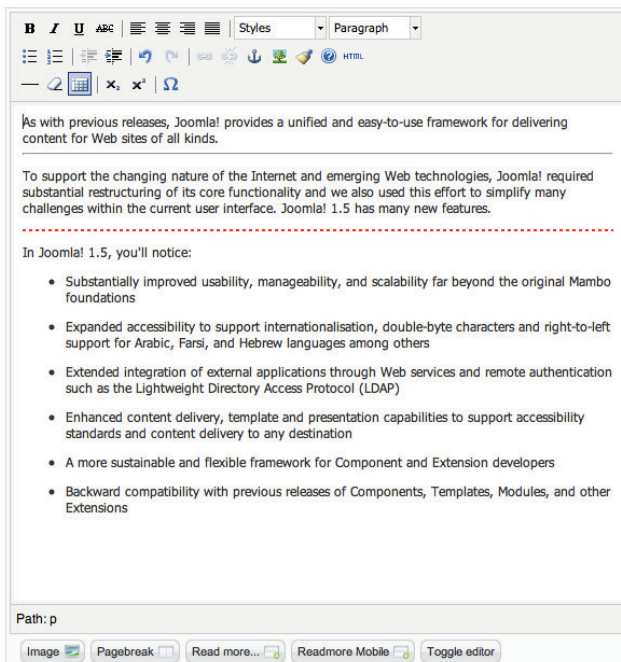 B I U ABC Styles Paragraph
HTML
x₂ x² Ω
As with previous releases, Joomla! provides a unified and easy-to-use framework for delivering
content for Web sites of all kinds.
To support the changing nature of the Internet and emerging Web technologies, Joomla! required
substantial restructuring of its core functionality and we also used this effort to simplify many
challenges within the current user interface. Joomla! 1.5 has many new features.
In Joomla! 1.5, you'll notice:
• Substantially improved usability, manageability, and scalability far beyond the original Mambo
foundations
• Expanded accessibility to support internationalisation, double-byte characters and right-to-left
support for Arabic, Farsi, and Hebrew languages among others
• Extended integration of external applications through Web services and remote authentication
such as the Lightweight Directory Access Protocol (LDAP)
• Enhanced content delivery, template and presentation capabilities to support accessibility
standards and content delivery to any destination
• A more sustainable and flexible framework for Component and Extension developers
• Backward compatibility with previous releases of Components, Templates, Modules, and other
Extensions
Path: p
Image Pagebreak Read more... Readmore Mobile Toggle editor